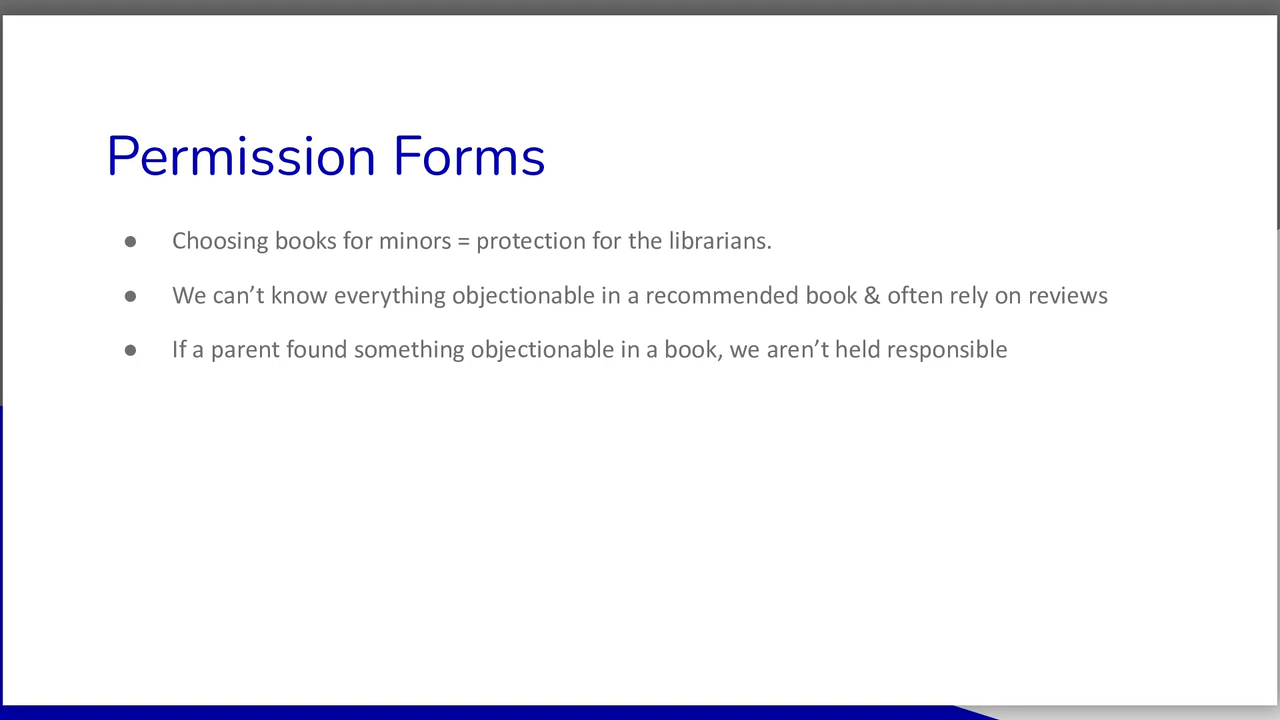 Permission Forms
● Choosing books for minors = protection for the librarians.
● We can’t know everything objectionable in a recommended book & often rely on reviews
● If a parent found something objectionable in a book, we aren’t held responsible